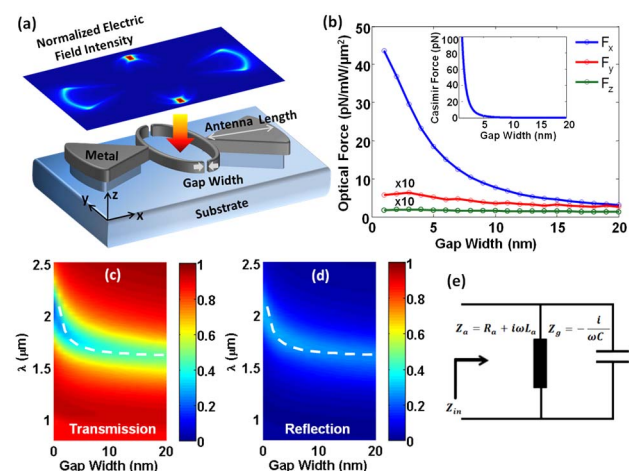 (a)
Normalized Electric
Field Intensity
Antenna Length
Metal
Gap Width
Substrate
z
y
x
(b)
Optical Force (pN/mW/μm²)
50
40
30
20
10
0
0
5
10
15
20
Gap Width (nm)
x10
x10
Fx
Fy
Fz
Casimir Force (pN)
100
80
60
40
20
0
5
10
15
20
Gap Width (nm)
(c)
λ (μm)
2.5
2
1.5
1
0
10
20
Gap Width (nm)
Transmission
1
0.8
0.6
0.4
0.2
0
(d)
λ (μm)
2.5
2
1.5
1
0
10
20
Gap Width (nm)
Reflection
1
0.8
0.6
0.4
0.2
0
(e)
Za = Ra + iωLa
Zg = − i/ωC
Zin